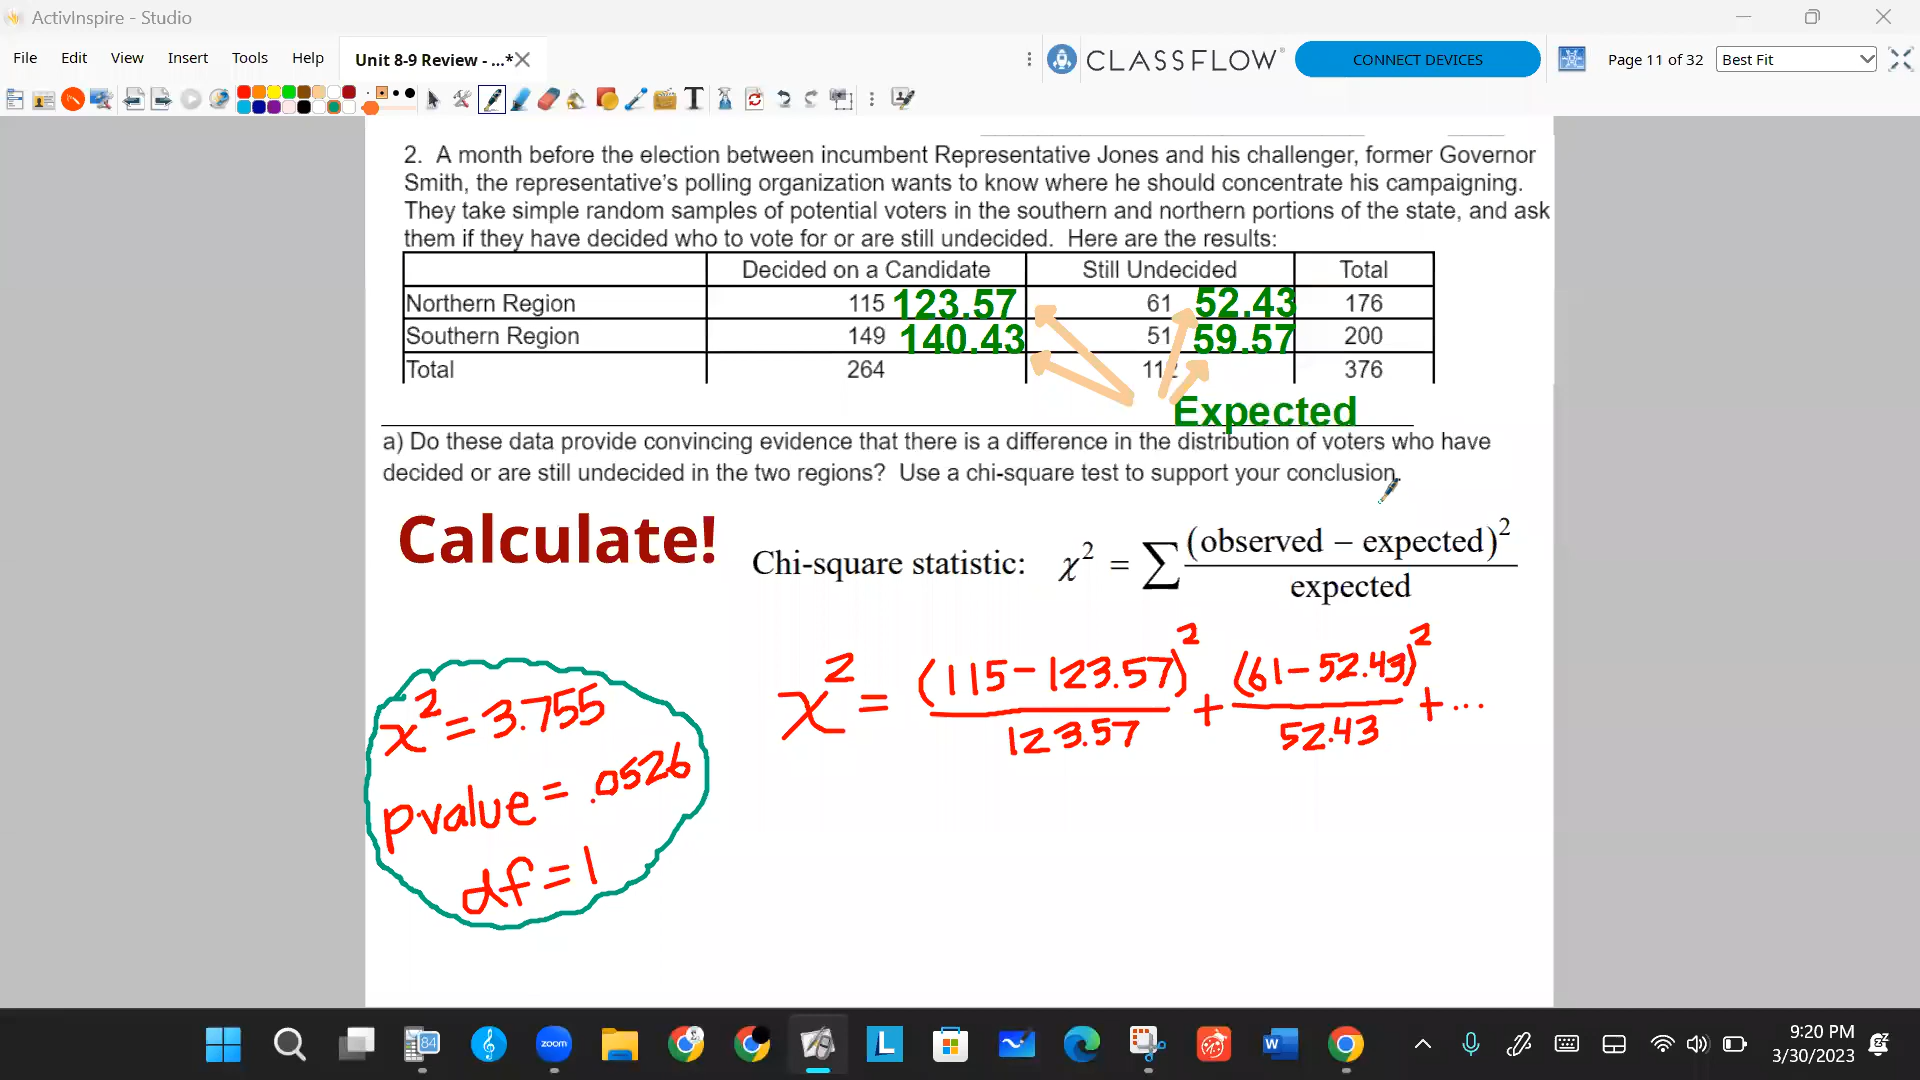 ActivInspire - Studio
File Edit View Insert Tools Help Unit 8-9 Review - ...* CLASSFLOW CONNECT DEVICES Page 11 of 32 Best Fit
2. A month before the election between incumbent Representative Jones and his challenger, former Governor
Smith, the representative's polling organization wants to know where he should concentrate his campaigning.
They take simple random samples of potential voters in the southern and northern portions of the state, and ask
them if they have decided who to vote for or are still undecided. Here are the results:
Decided on a Candidate Still Undecided Total
Northern Region 115 123.57 61 52.43 176
Southern Region 149 140.43 51 59.57 200
Total 264 112 376
Expected
a) Do these data provide convincing evidence that there is a difference in the distribution of voters who have
decided or are still undecided in the two regions? Use a chi-square test to support your conclusion.
Calculate!
Chi-square statistic: χ² = ∑ (observed − expected)² / expected
χ² = (115-123.57)² / 123.57 + (61-52.43)² / 52.43 + ...
χ² = 3.755
pvalue = .0526
df = 1
84 zoom L W 9:20 PM
3/30/2023